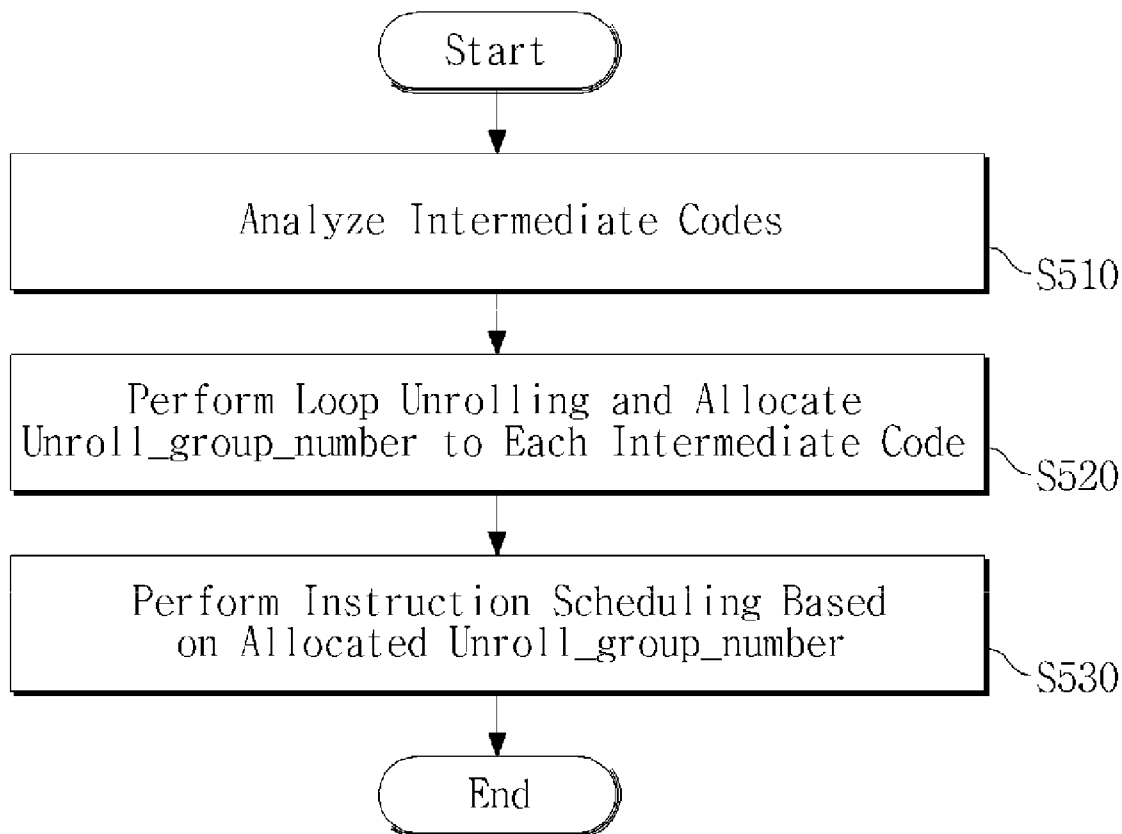 Start
Analyze Intermediate Codes
S510
Perform Loop Unrolling and Allocate
Unroll_group_number to Each Intermediate Code
S520
Perform Instruction Scheduling Based
on Allocated Unroll_group_number
S530
End